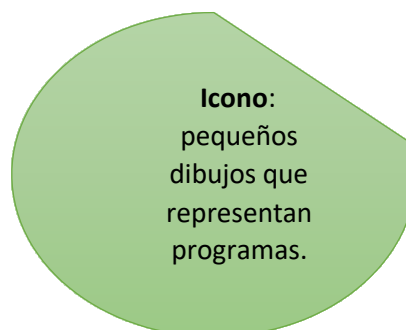 Icono:
pequeños
dibujos que
representan
programas.